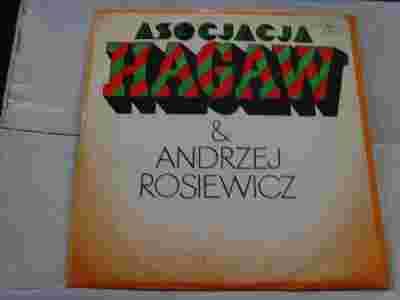 ASOCJACJA
HAGAW
&
ANDRZEJ
ROSIEWICZ